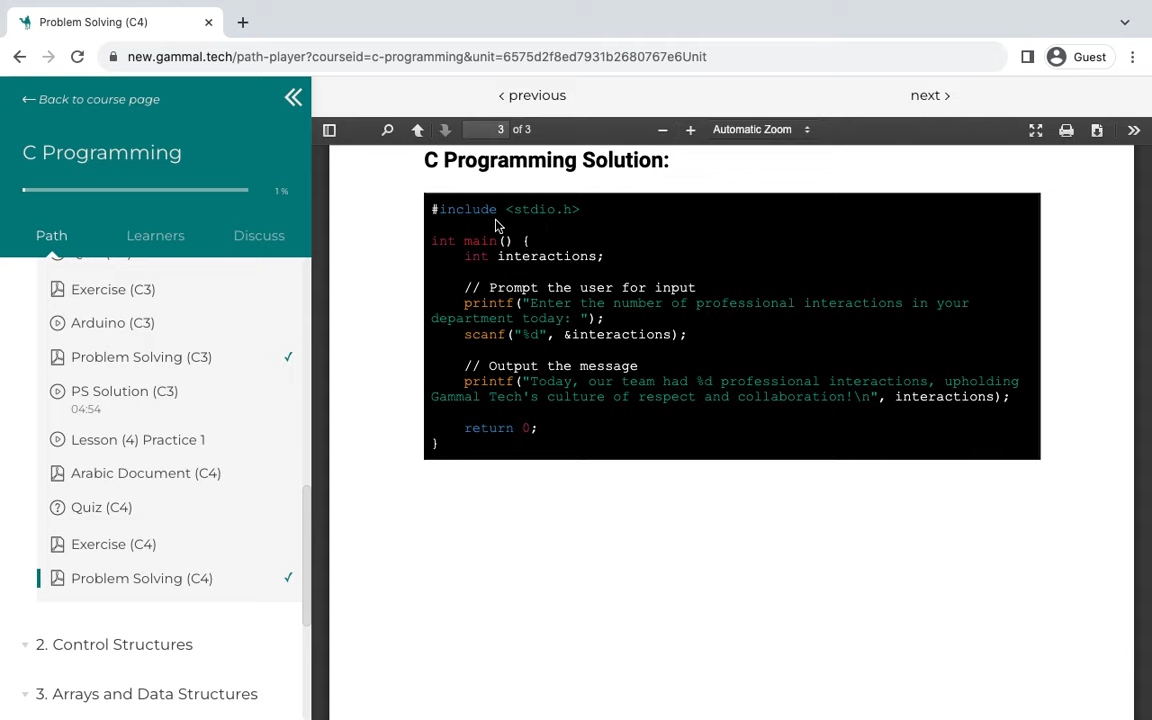 Problem Solving (C4)
new.gammal.tech/path-player?courseid=c-programming&unit=6575d2f8ed7931b2680767e6Unit
Guest
Back to course page
C Programming
1 %
Path
Learners
Discuss
Exercise (C3)
Arduino (C3)
Problem Solving (C3)
PS Solution (C3)
04:54
Lesson (4) Practice 1
Arabic Document (C4)
Quiz (C4)
Exercise (C4)
Problem Solving (C4)
2. Control Structures
3. Arrays and Data Structures
< previous
next >
3 of 3
Automatic Zoom
C Programming Solution:
#include <stdio.h>
int main() {
int interactions;
// Prompt the user for input
printf("Enter the number of professional interactions in your
department today: ");
scanf("%d", &interactions);
// Output the message
printf("Today, our team had %d professional interactions, upholding
Gammal Tech's culture of respect and collaboration!\n", interactions);
return 0;
}